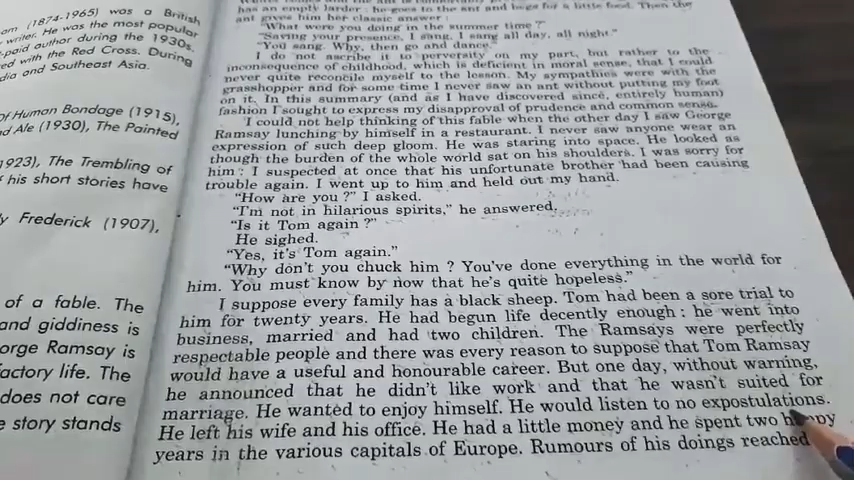 am (1874-1965) was a British
writer. He was the most popular
-paid author during the 1930s.
ed with the Red Cross. During
dia and Southeast Asia.
Of Human Bondage (1915),
nd Ale (1930), The Painted
1923), The Trembling of
his short stories have
y Frederick (1907),
of a fable. The
and giddiness is
orge Ramsay is
factory life. The
does not care
e story stands
has an empty larder : he goes to the ant and begs for a little food. Then the
ant gives him her classic answer :
"What were you doing in the summer time ?"
"Saving your presence, I sang, I sang all day, all night."
"You sang. Why, then go and dance."
I do not ascribe it to perversity on my part, but rather to the
inconsequence of childhood, which is deficient in moral sense, that I could
never quite reconcile myself to the lesson. My sympathies were with the
grasshopper and for some time I never saw an ant without putting my foot
on it. In this summary (and as I have discovered since, entirely human)
fashion I sought to express my disapproval of prudence and common sense.
I could not help thinking of this fable when the other day I saw George
Ramsay lunching by himself in a restaurant. I never saw anyone wear an
expression of such deep gloom. He was staring into space. He looked as
though the burden of the whole world sat on his shoulders. I was sorry for
him : I suspected at once that his unfortunate brother had been causing
trouble again. I went up to him and held out my hand.
"How are you ?" I asked.
"I'm not in hilarious spirits," he answered.
"Is it Tom again ?"
He sighed.
"Yes, it's Tom again."
"Why don't you chuck him ? You've done everything in the world for
him. You must know by now that he's quite hopeless."
I suppose every family has a black sheep. Tom had been a sore trial to
him for twenty years. He had begun life decently enough : he went into
business, married and had two children. The Ramsays were perfectly
respectable people and there was every reason to suppose that Tom Ramsay
would have a useful and honourable career. But one day, without warning,
he announced that he didn't like work and that he wasn't suited for
marriage. He wanted to enjoy himself. He would listen to no expostulations.
He left his wife and his office. He had a little money and he spent two happy
years in the various capitals of Europe. Rumours of his doings reached